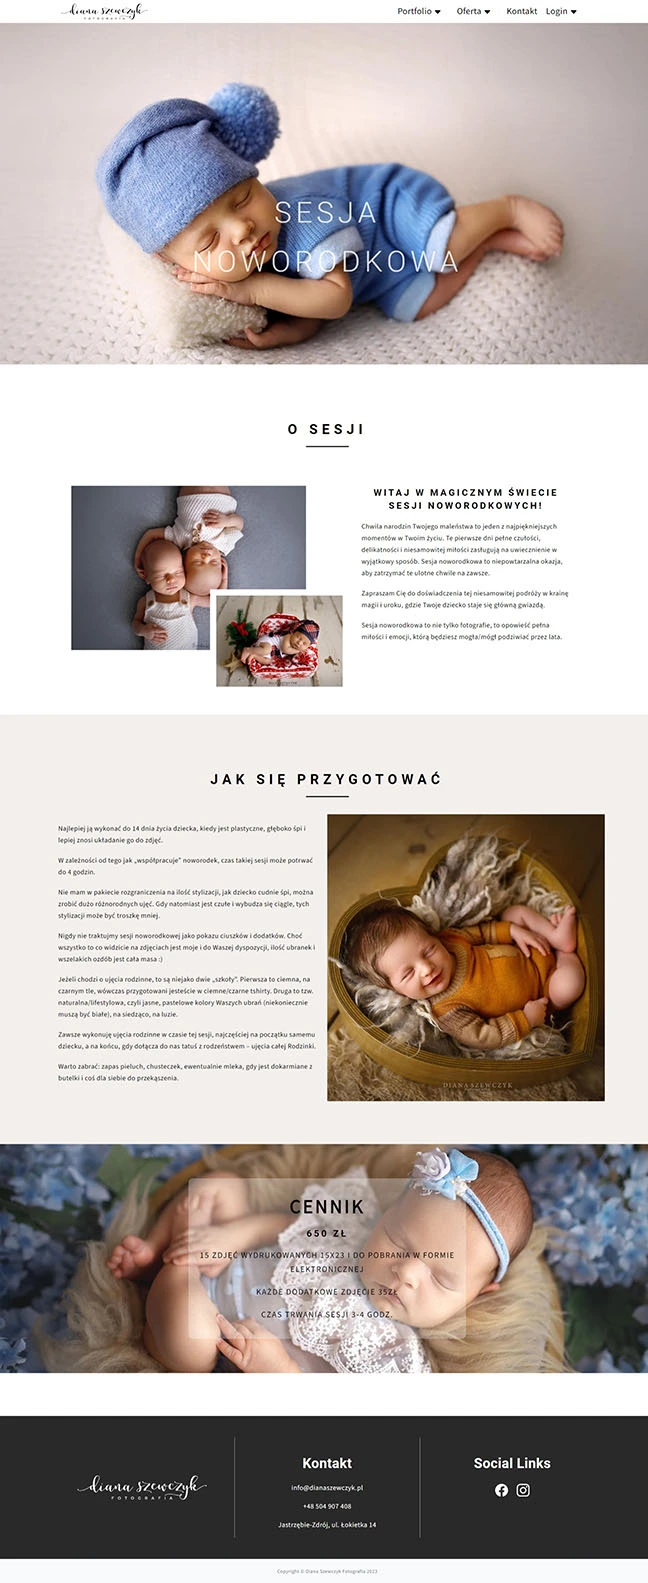 diana szewczyk
FOTOGRAFIA
Portfolio Oferta Kontakt Login
SESJA
NOWORODKOWA
O SESJI
WITAJ W MAGICZNYM ŚWIECIE
SESJI NOWORODKOWYCH!
Chwila narodzin Twojego maleństwa to jeden z najpiękniejszych
momentów w Twoim życiu. Te pierwsze dni pełne czułości,
delikatności i niesamowitej miłości zasługują na uwiecznienie w
wyjątkowy sposób. Sesja noworodkowa to niepowtarzalna okazja,
aby zatrzymać te ulotne chwile na zawsze.
Zapraszam Cię do doświadczenia tej niesamowitej podróży w krainę
magii i uroku, gdzie Twoje dziecko staje się główną gwiazdą.
Sesja noworodkowa to nie tylko fotografie, to opowieść pełna
miłości i emocji, którą będziesz mogła/mógł podziwiać przez lata.
JAK SIĘ PRZYGOTOWAĆ
Najlepiej ją wykonać do 14 dnia życia dziecka, kiedy jest plastyczne, głęboko śpi i
lepiej znosi układanie go do zdjęć.
W zależności od tego jak „współpracuje” noworodek, czas takiej sesji może potrwać
do 4 godzin.
Nie mam w pakiecie rozgraniczenia na ilość stylizacji, jak dziecko cudnie śpi, można
zrobić dużo różnorodnych ujęć. Gdy natomiast jest czułe i wybudza się ciągle, tych
stylizacji może być troszkę mniej.
Nigdy nie traktujmy sesji noworodkowej jako pokazu ciuszków i dodatków. Choć
wszystko to co widzicie na zdjęciach jest moje i do Waszej dyspozycji, ilość ubranek i
wszelakich ozdób jest cała masa :)
Jeżeli chodzi o ujęcia rodzinne, to są niejako dwie „szkoły”. Pierwsza to ciemna, na
czarnym tle, wówczas przygotowani jesteście w ciemne/czarne tshirty. Druga to tzw.
naturalna/lifestylowa, czyli jasne, pastelowe kolory Waszych ubrań (niekoniecznie
muszą być białe), na siedząco, na luzie.
Zawsze wykonuję ujęcia rodzinne w czasie tej sesji, najczęściej na początku samemu
dziecku, a na końcu, gdy dołącza do nas tatuś z rodzeństwem – ujęcia całej Rodzinki.
Warto zabrać: zapas pieluch, chusteczek, ewentualnie mleka, gdy jest dokarmiane z
butelki i coś dla siebie do przekąszenia.
DIANA SZEWCZYK
CENNIK
650 ZŁ
15 ZDJĘĆ WYDRUKOWANYCH 15X23 I DO POBRANIA W FORMIE
ELEKTRONICZNEJ
KAŻDE DODATKOWE ZDJĘCIE 35ZŁ
CZAS TRWANIA SESJI 3-4 GODZ.
diana szewczyk
FOTOGRAFIA
Kontakt
info@dianaszewczyk.pl
+48 504 907 408
Jastrzębie-Zdrój, ul. Łokietka 14
Social Links
Copyright © Diana Szewczyk Fotografia 2023